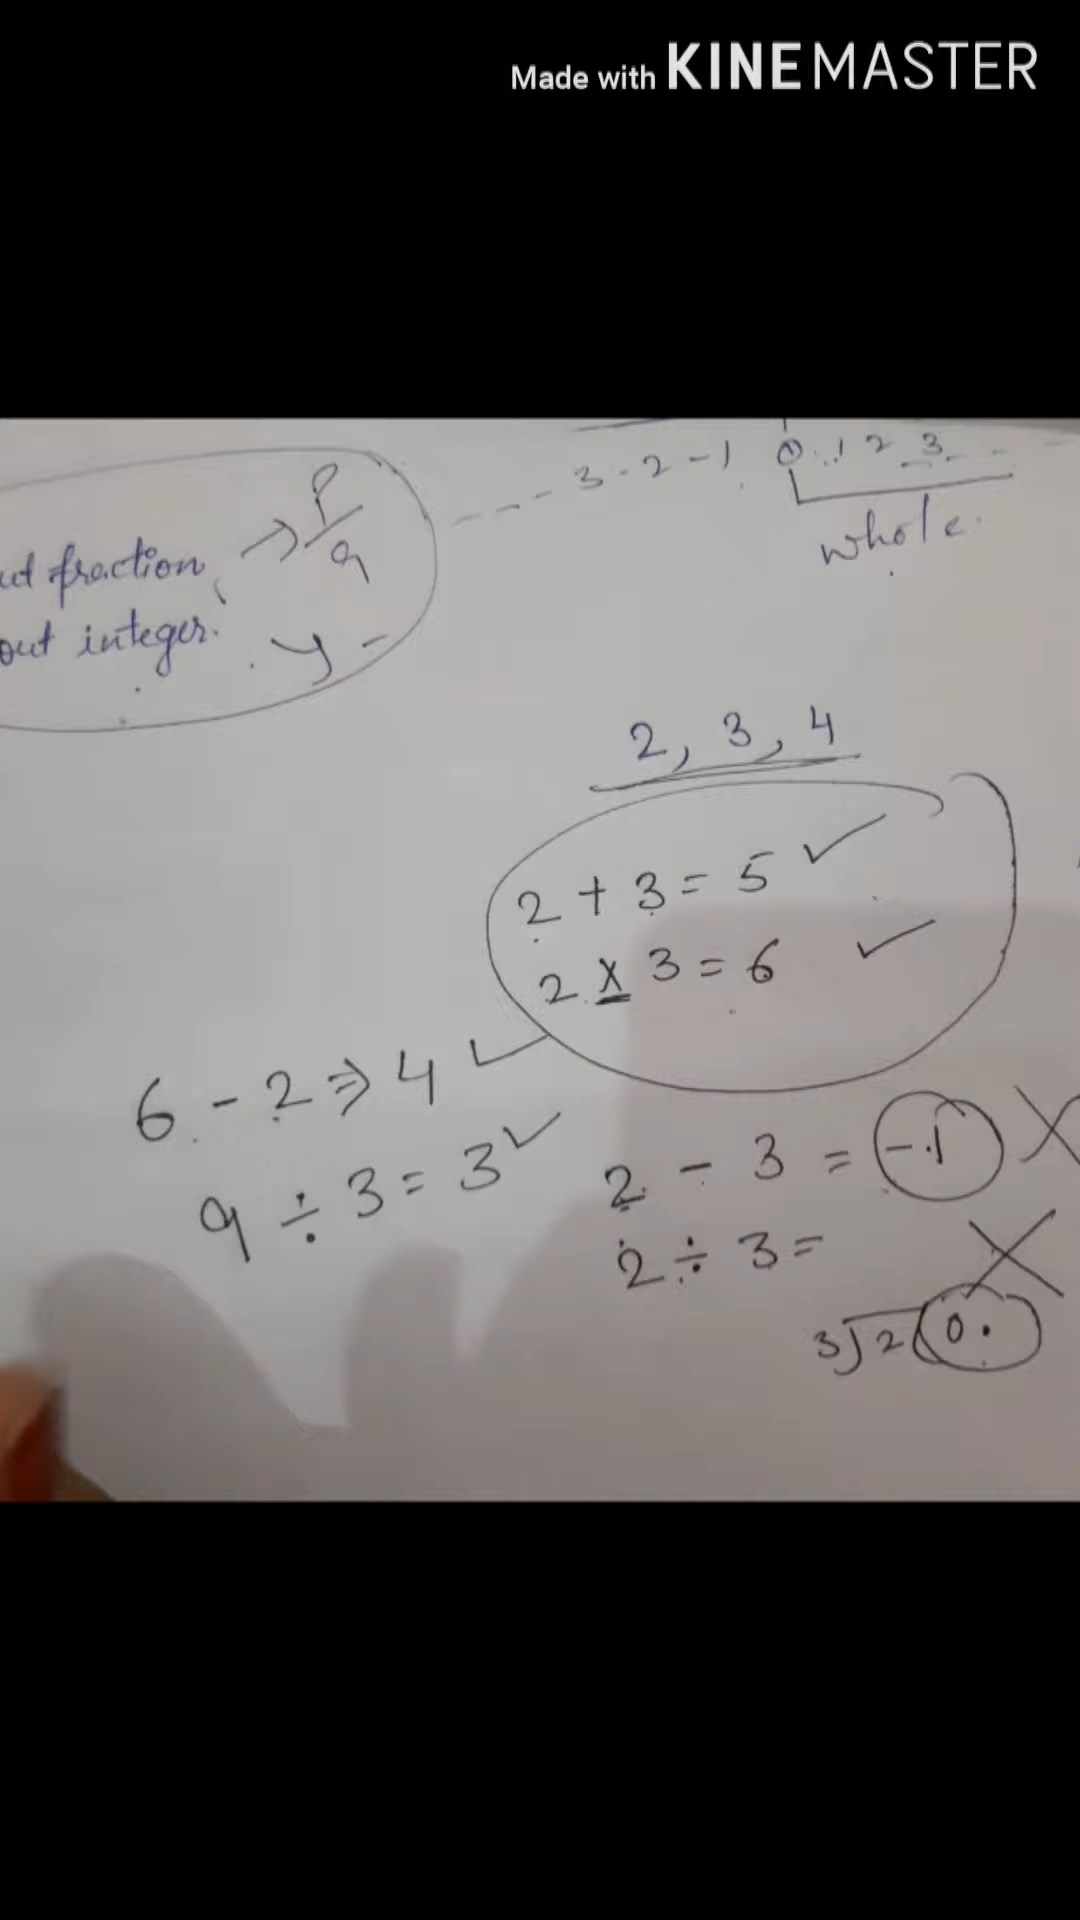 Made with KINEMASTER
--- 3 - 2 - 1 0 . 1 2 3 - -
whole.
fraction, → p/q
out integer. y -
2, 3, 4
2 + 3 = 5 ✓
2 x 3 = 6 ✓
6 - 2 ⇒ 4 ✓
9 ÷ 3 = 3 ✓
2 - 3 = -1 X
2 ÷ 3 = X
3√2(0.